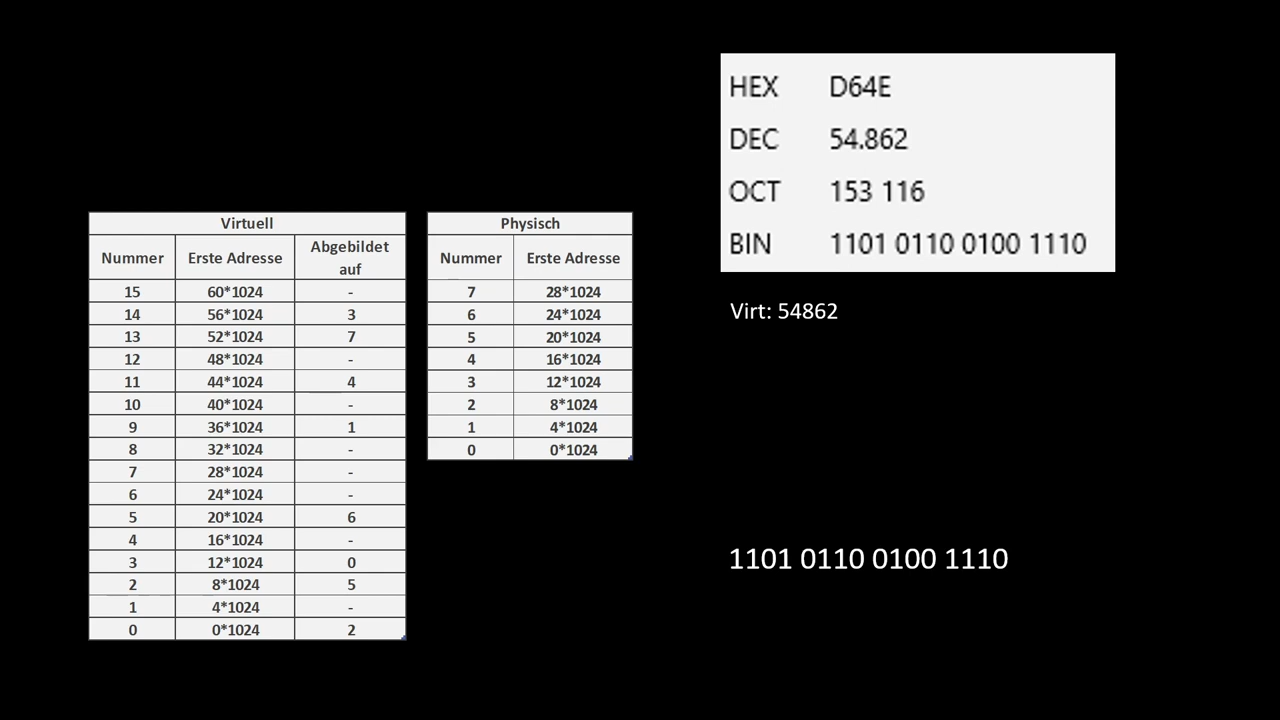 HEX D64E
DEC 54.862
OCT 153 116
BIN 1101 0110 0100 1110
Virt: 54862
1101 0110 0100 1110
Virtuell
Nummer Erste Adresse Abgebildet auf
15 60*1024 -
14 56*1024 3
13 52*1024 7
12 48*1024 -
11 44*1024 4
10 40*1024 -
9 36*1024 1
8 32*1024 -
7 28*1024 -
6 24*1024 -
5 20*1024 6
4 16*1024 -
3 12*1024 0
2 8*1024 5
1 4*1024 -
0 0*1024 2
Physisch
Nummer Erste Adresse
7 28*1024
6 24*1024
5 20*1024
4 16*1024
3 12*1024
2 8*1024
1 4*1024
0 0*1024